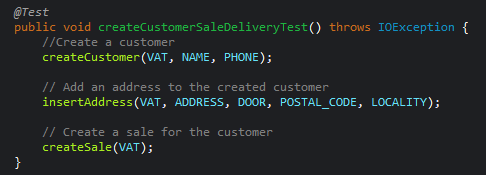 @Test
public void createCustomerSaleDeliveryTest() throws IOException {
//Create a customer
createCustomer(VAT, NAME, PHONE);
// Add an address to the created customer
insertAddress(VAT, ADDRESS, DOOR, POSTAL_CODE, LOCALITY);
// Create a sale for the customer
createSale(VAT);
}